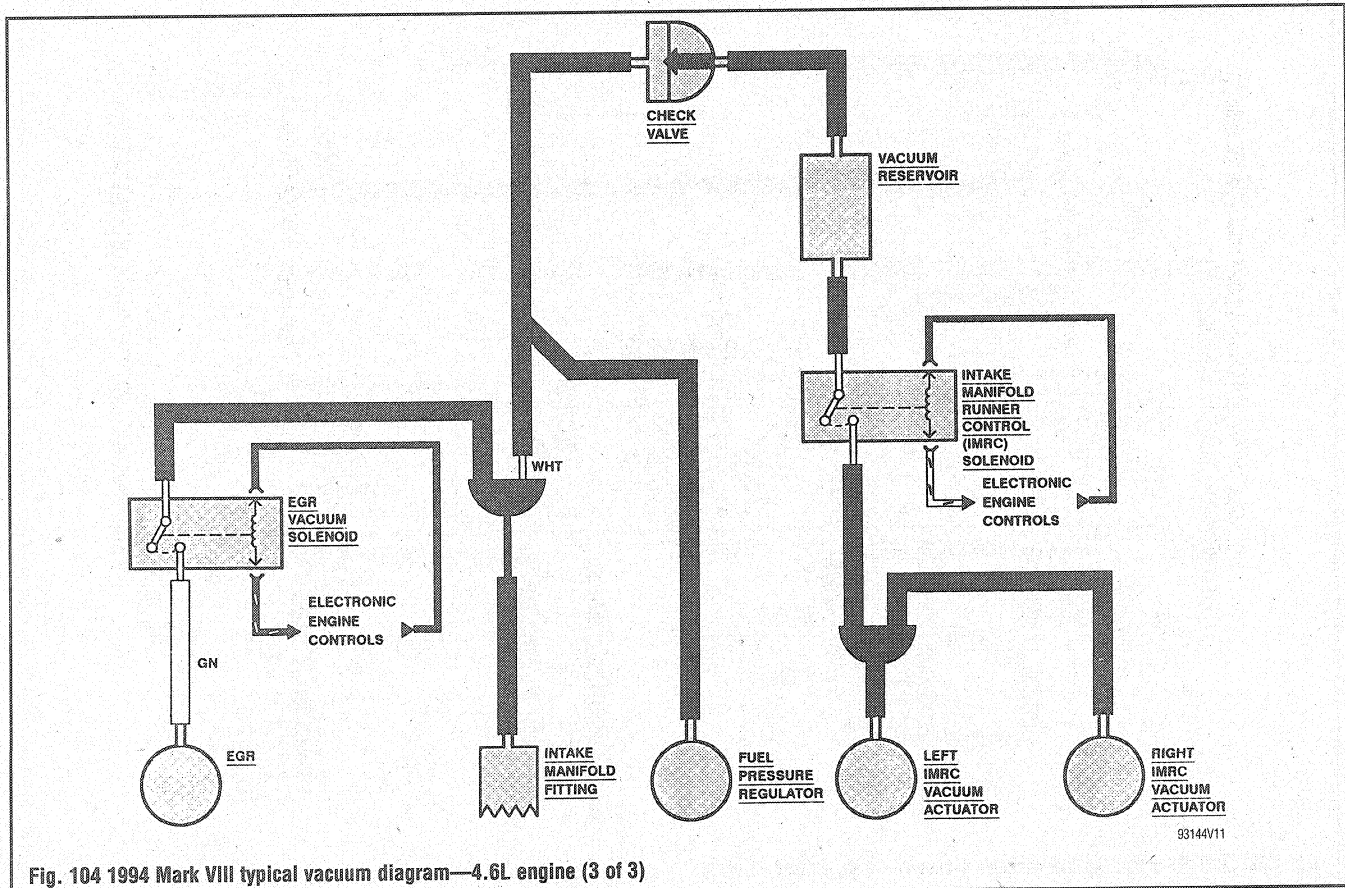 CHECK
VALVE
VACUUM
RESERVOIR
INTAKE
MANIFOLD
RUNNER
CONTROL
(IMRC)
SOLENOID
WHT
EGR
VACUUM
SOLENOID
ELECTRONIC
ENGINE
CONTROLS
ELECTRONIC
ENGINE
CONTROLS
GN
EGR
INTAKE
MANIFOLD
FITTING
FUEL
PRESSURE
REGULATOR
LEFT
IMRC
VACUUM
ACTUATOR
RIGHT
IMRC
VACUUM
ACTUATOR
93144V11
Fig. 104 1994 Mark VIII typical vacuum diagram—4.6L engine (3 of 3)